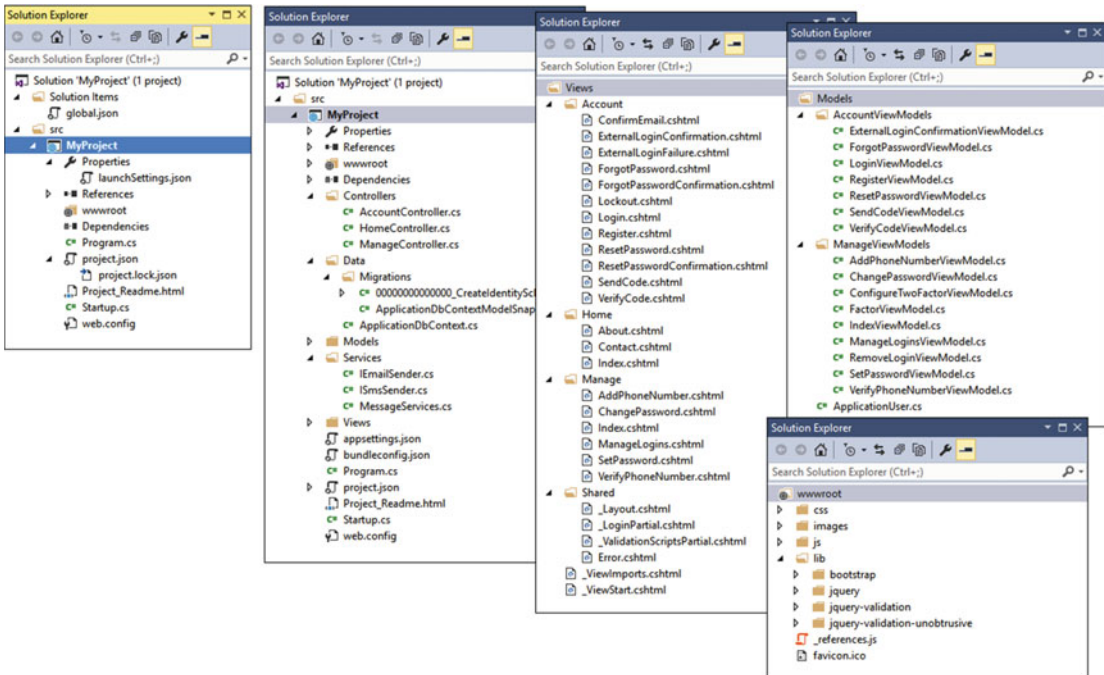 Solution Explorer
Search Solution Explorer (Ctrl+;)
Solution 'MyProject' (1 project)
Solution Items
global.json
src
MyProject
Properties
launchSettings.json
References
wwwroot
Dependencies
Program.cs
project.json
project.lock.json
Project_Readme.html
Startup.cs
web.config
Solution Explorer
Search Solution Explorer (Ctrl+;)
Solution 'MyProject' (1 project)
src
MyProject
Properties
References
wwwroot
Dependencies
Controllers
AccountController.cs
HomeController.cs
ManageController.cs
Data
Migrations
00000000000000_CreateIdentitySc
ApplicationDbContextModelSnap
ApplicationDbContext.cs
Models
Services
IEmailSender.cs
ISmsSender.cs
MessageServices.cs
Views
appsettings.json
bundleconfig.json
Program.cs
project.json
Project_Readme.html
Startup.cs
web.config
Solution Explorer
Search Solution Explorer (Ctrl+;)
Views
Account
ConfirmEmail.cshtml
ExternalLoginConfirmation.cshtml
ExternalLoginFailure.cshtml
ForgotPassword.cshtml
ForgotPasswordConfirmation.cshtml
Lockout.cshtml
Login.cshtml
Register.cshtml
ResetPassword.cshtml
ResetPasswordConfirmation.cshtml
SendCode.cshtml
VerifyCode.cshtml
Home
About.cshtml
Contact.cshtml
Index.cshtml
Manage
AddPhoneNumber.cshtml
ChangePassword.cshtml
Index.cshtml
ManageLogins.cshtml
SetPassword.cshtml
VerifyPhoneNumber.cshtml
Shared
_Layout.cshtml
_LoginPartial.cshtml
_ValidationScriptsPartial.cshtml
Error.cshtml
_ViewImports.cshtml
_ViewStart.cshtml
Solution Explorer
Search Solution Explorer (Ctrl+;)
Models
AccountViewModels
ExternalLoginConfirmationViewModel.cs
ForgotPasswordViewModel.cs
LoginViewModel.cs
RegisterViewModel.cs
ResetPasswordViewModel.cs
SendCodeViewModel.cs
VerifyCodeViewModel.cs
ManageViewModels
AddPhoneNumberViewModel.cs
ChangePasswordViewModel.cs
ConfigureTwoFactorViewModel.cs
FactorViewModel.cs
IndexViewModel.cs
ManageLoginsViewModel.cs
RemoveLoginViewModel.cs
SetPasswordViewModel.cs
VerifyPhoneNumberViewModel.cs
ApplicationUser.cs
Solution Explorer
Search Solution Explorer (Ctrl+;)
wwwroot
css
images
js
lib
bootstrap
jquery
jquery-validation
jquery-validation-unobtrusive
_references.js
favicon.ico